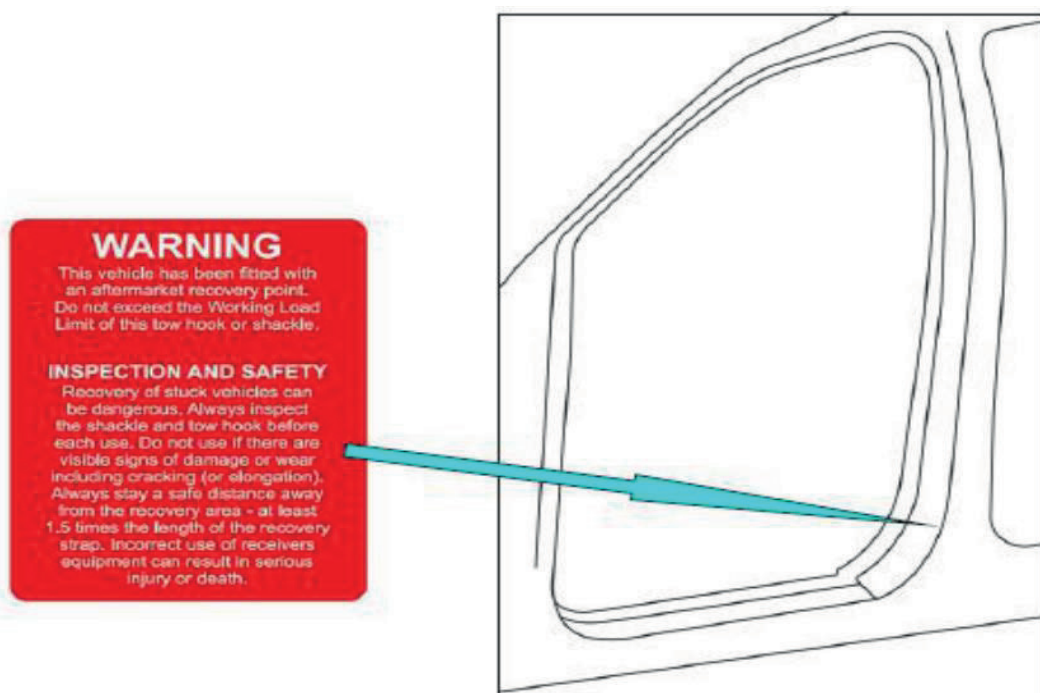 WARNING
This vehicle has been fitted with
an aftermarket recovery point.
Do not exceed the Working Load
Limit of this tow hook or shackle.
INSPECTION AND SAFETY
Recovery of stuck vehicles can
be dangerous. Always inspect
the shackle and tow hook before
each use. Do not use if there are
visible signs of damage or wear
including cracking (or elongation).
Always stay a safe distance away
from the recovery area - at least
1.5 times the length of the recovery
strap. Incorrect use of receivers
equipment can result in serious
injury or death.